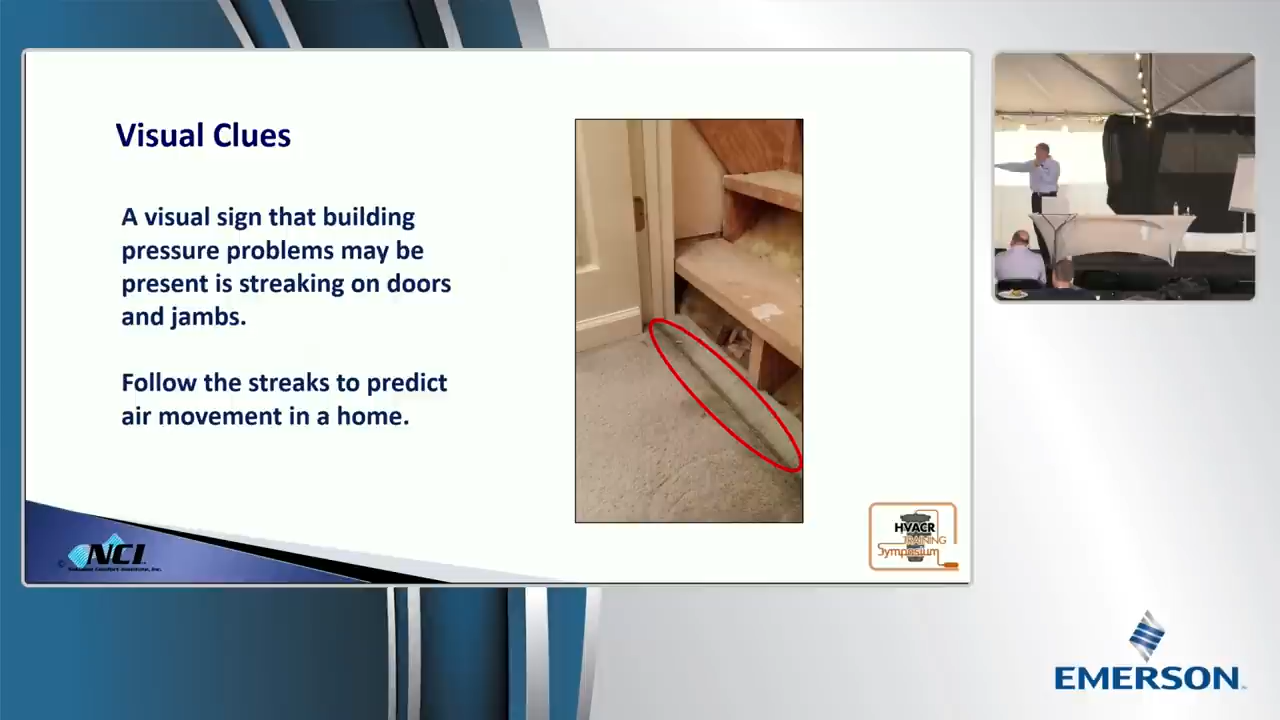 Visual Clues
A visual sign that building
pressure problems may be
present is streaking on doors
and jambs.
Follow the streaks to predict
air movement in a home.
NCI
HVACR
TRAINING
Symposium
EMERSON